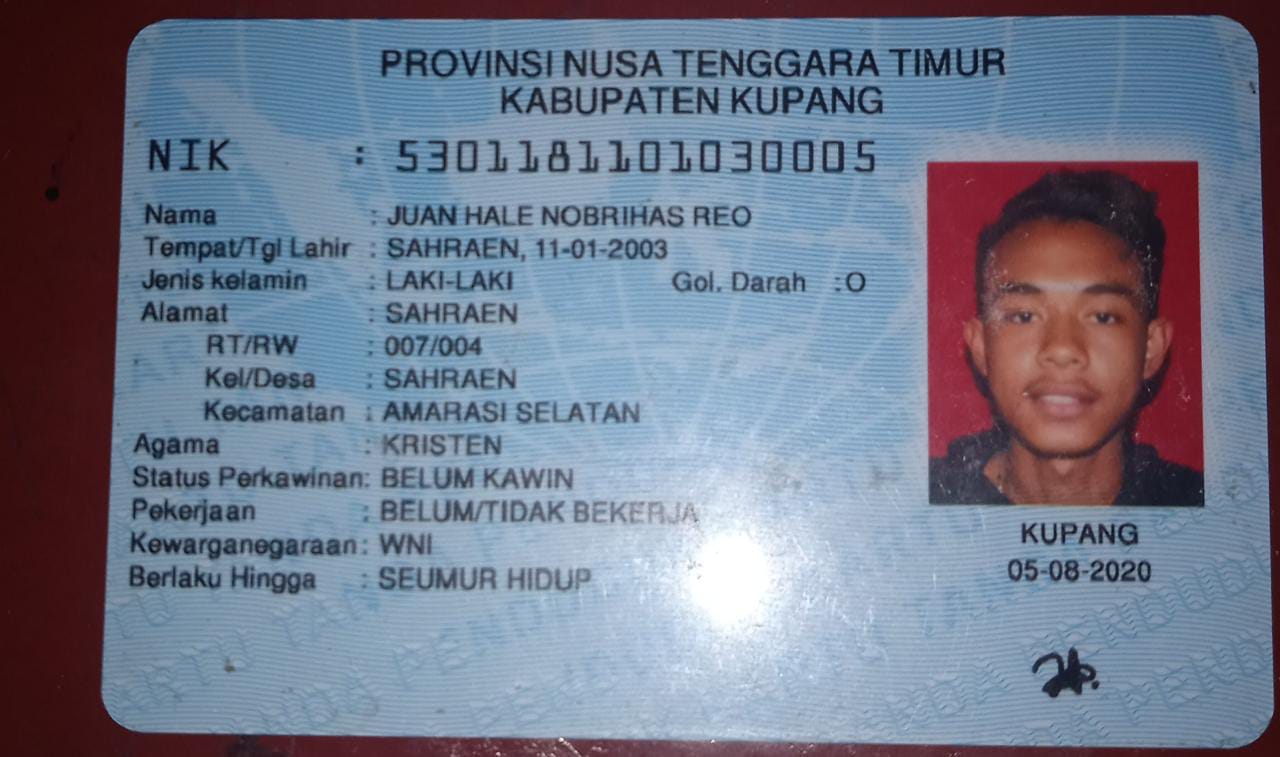 PROVINSI NUSA TENGGARA TIMUR
KABUPATEN KUPANG
NIK : 5301181101030005
Nama : JUAN HALE NOBRIHAS REO
Tempat/Tgl Lahir : SAHRAEN, 11-01-2003
Jenis kelamin : LAKI-LAKI Gol. Darah :O
Alamat : SAHRAEN
RT/RW : 007/004
Kel/Desa : SAHRAEN
Kecamatan : AMARASI SELATAN
Agama : KRISTEN
Status Perkawinan: BELUM KAWIN
Pekerjaan : BELUM/TIDAK BEKERJA
Kewarganegaraan: WNI
Berlaku Hingga : SEUMUR HIDUP
KUPANG
05-08-2020